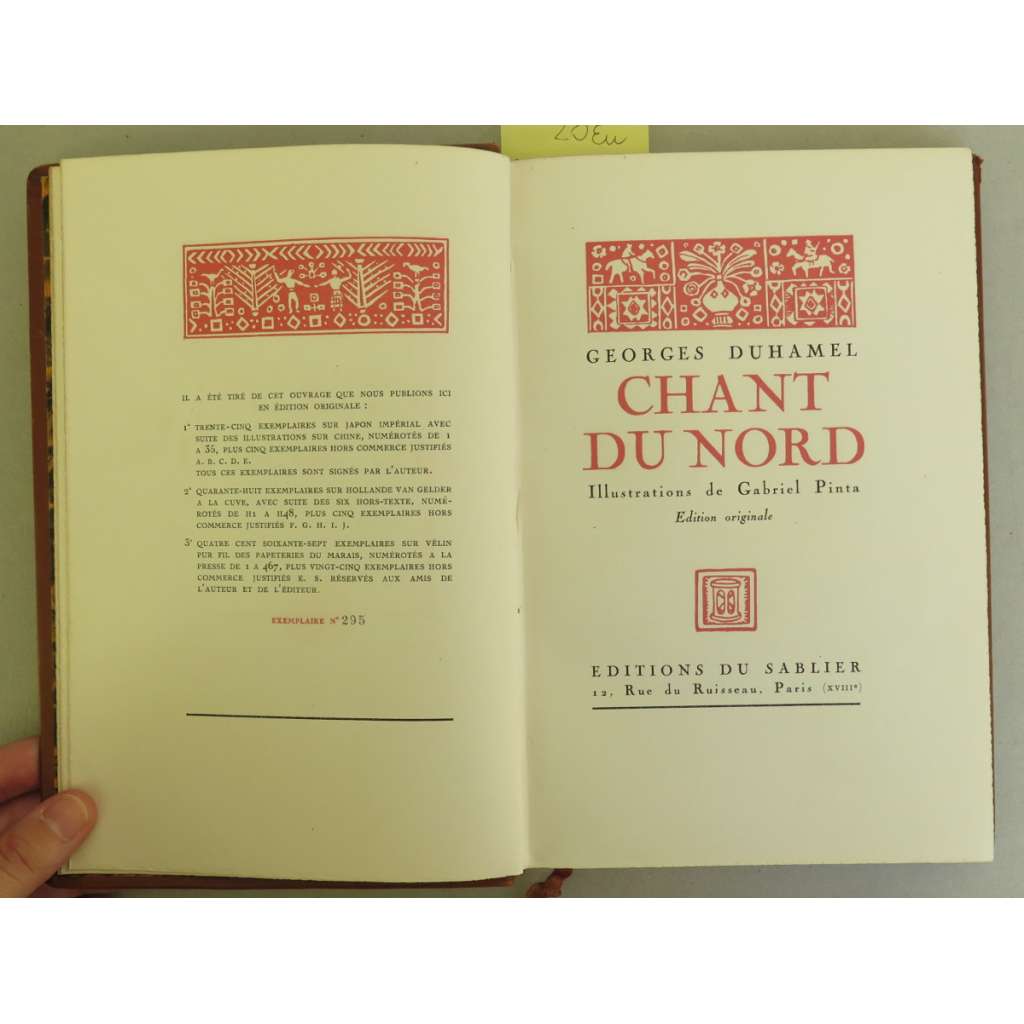 IL A ÉTÉ TIRÉ DE CET OUVRAGE QUE NOUS PUBLIONS ICI
EN ÉDITION ORIGINALE :
1° TRENTE-CINQ EXEMPLAIRES SUR JAPON IMPÉRIAL AVEC
SUITE DES ILLUSTRATIONS SUR CHINE, NUMÉROTÉS DE 1
A 35, PLUS CINQ EXEMPLAIRES HORS COMMERCE JUSTIFIÉS
A. B. C. D. E.
TOUS CES EXEMPLAIRES SONT SIGNÉS PAR L'AUTEUR.
2° QUARANTE-HUIT EXEMPLAIRES SUR HOLLANDE VAN GELDER
A LA CUVE, AVEC SUITE DES SIX HORS-TEXTE, NUMÉ-
ROTÉS DE H1 A H48, PLUS CINQ EXEMPLAIRES HORS
COMMERCE JUSTIFIÉS F. G. H. I. J.
3° QUATRE CENT SOIXANTE-SEPT EXEMPLAIRES SUR VÉLIN
PUR FIL DES PAPETERIES DU MARAIS, NUMÉROTÉS A LA
PRESSE DE 1 A 467, PLUS VINGT-CINQ EXEMPLAIRES HORS
COMMERCE JUSTIFIÉS E. S. RÉSERVÉS AUX AMIS DE
L'AUTEUR ET DE L'ÉDITEUR.
EXEMPLAIRE N° 295
GEORGES DUHAMEL
CHANT
DU NORD
Illustrations de Gabriel Pinta
Edition originale
EDITIONS DU SABLIER
12, Rue du Ruisseau, Paris (XVIIIe)